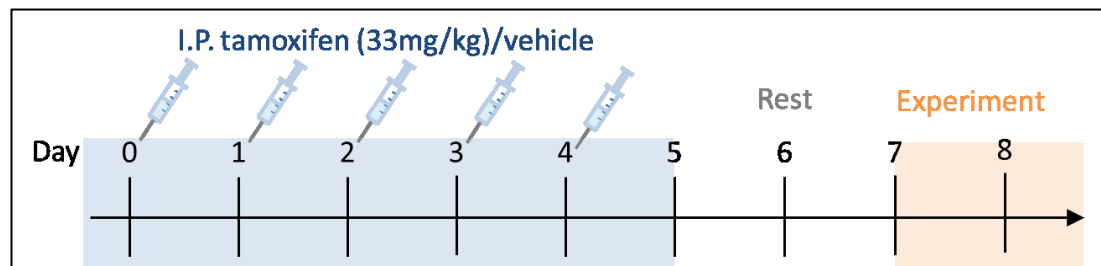 I.P. tamoxifen (33mg/kg)/vehicle
Rest Experiment
Day 0 1 2 3 4 5 6 7 8